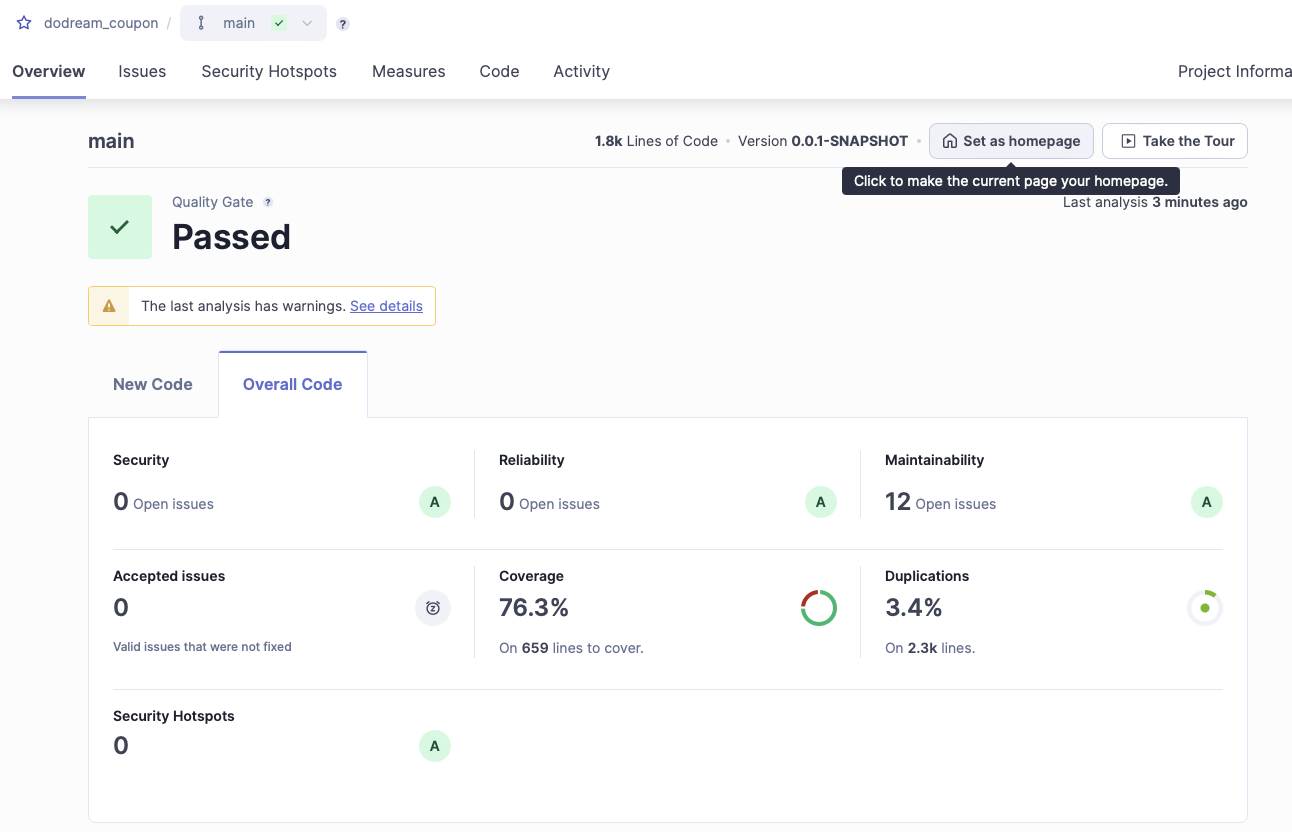 dodream_coupon / main ?
Overview Issues Security Hotspots Measures Code Activity Project Informa
main 1.8k Lines of Code • Version 0.0.1-SNAPSHOT • Set as homepage Take the Tour
Click to make the current page your homepage.
Quality Gate ? Last analysis 3 minutes ago
Passed
The last analysis has warnings. See details
New Code Overall Code
Security Reliability Maintainability
0 Open issues A 0 Open issues A 12 Open issues A
Accepted issues Coverage Duplications
0 76.3% 3.4%
Valid issues that were not fixed On 659 lines to cover. On 2.3k lines.
Security Hotspots
0 A